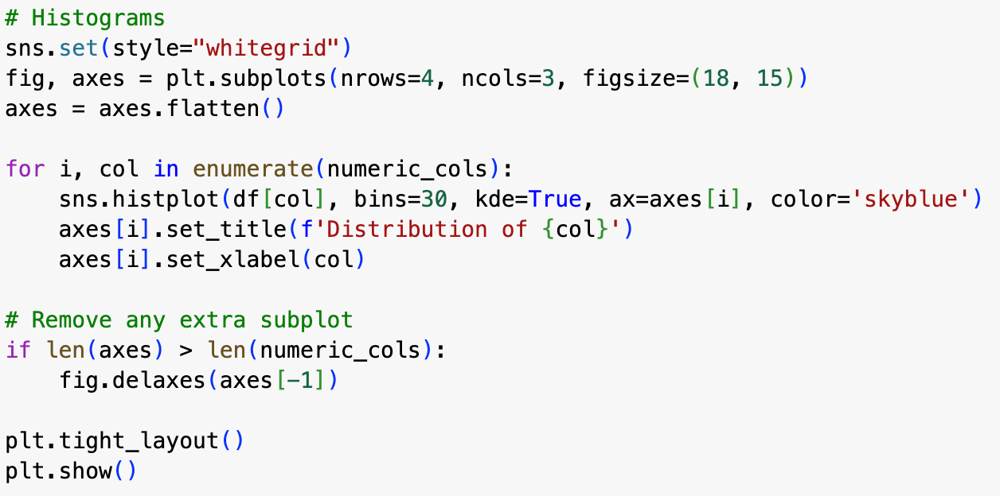 # Histograms
sns.set(style="whitegrid")
fig, axes = plt.subplots(nrows=4, ncols=3, figsize=(18, 15))
axes = axes.flatten()

for i, col in enumerate(numeric_cols):
    sns.histplot(df[col], bins=30, kde=True, ax=axes[i], color='skyblue')
    axes[i].set_title(f'Distribution of {col}')
    axes[i].set_xlabel(col)

# Remove any extra subplot
if len(axes) > len(numeric_cols):
    fig.delaxes(axes[-1])

plt.tight_layout()
plt.show()